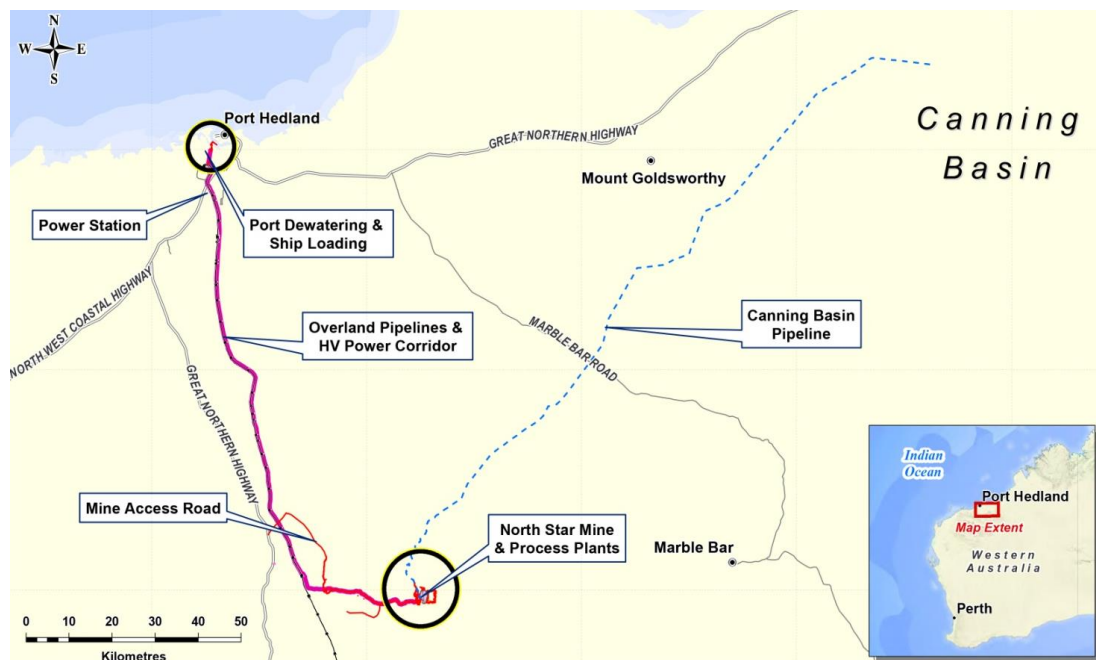 N
W
E
S
Port Hedland
GREAT NORTHERN HIGHWAY
Canning
Basin
Mount Goldsworthy
Power Station
Port Dewatering &
Ship Loading
NORTH WEST COASTAL HIGHWAY
Overland Pipelines &
HV Power Corridor
Canning Basin
Pipeline
MARBLE BAR ROAD
GREAT NORTHERN HIGHWAY
Mine Access Road
North Star Mine
& Process Plants
Marble Bar
Indian
Ocean
Port Hedland
Map Extent
Western
Australia
Perth
0 10 20 30 40 50
Kilometres